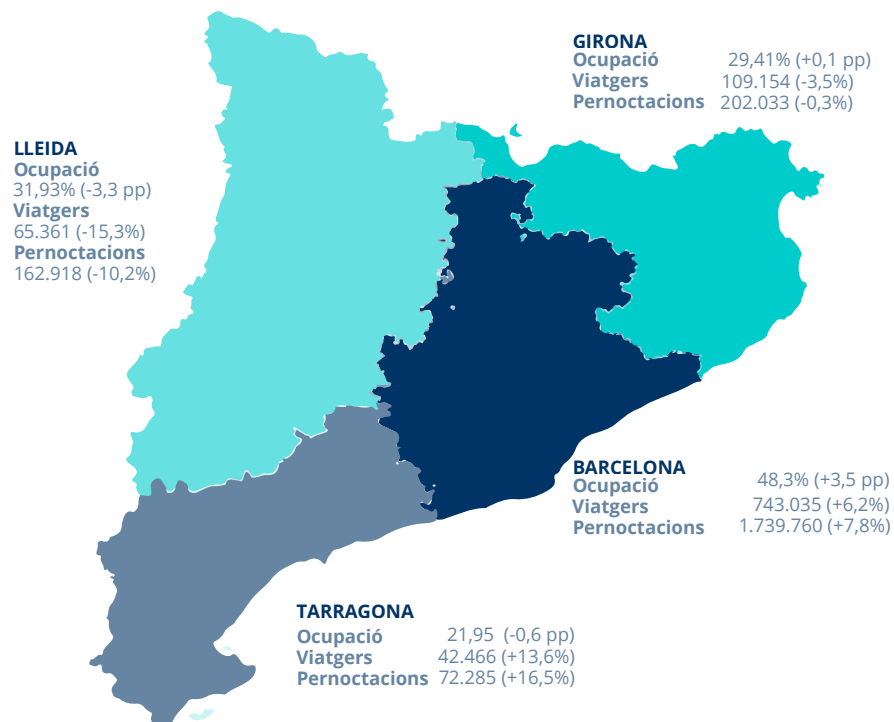 GIRONA
Ocupació 29,41% (+0,1 pp)
Viatgers 109.154 (-3,5%)
Pernoctacions 202.033 (-0,3%)
LLEIDA
Ocupació
31,93% (-3,3 pp)
Viatgers
65.361 (-15,3%)
Pernoctacions
162.918 (-10,2%)
BARCELONA
Ocupació 48,3% (+3,5 pp)
Viatgers 743.035 (+6,2%)
Pernoctacions 1.739.760 (+7,8%)
TARRAGONA
Ocupació 21,95 (-0,6 pp)
Viatgers 42.466 (+13,6%)
Pernoctacions 72.285 (+16,5%)